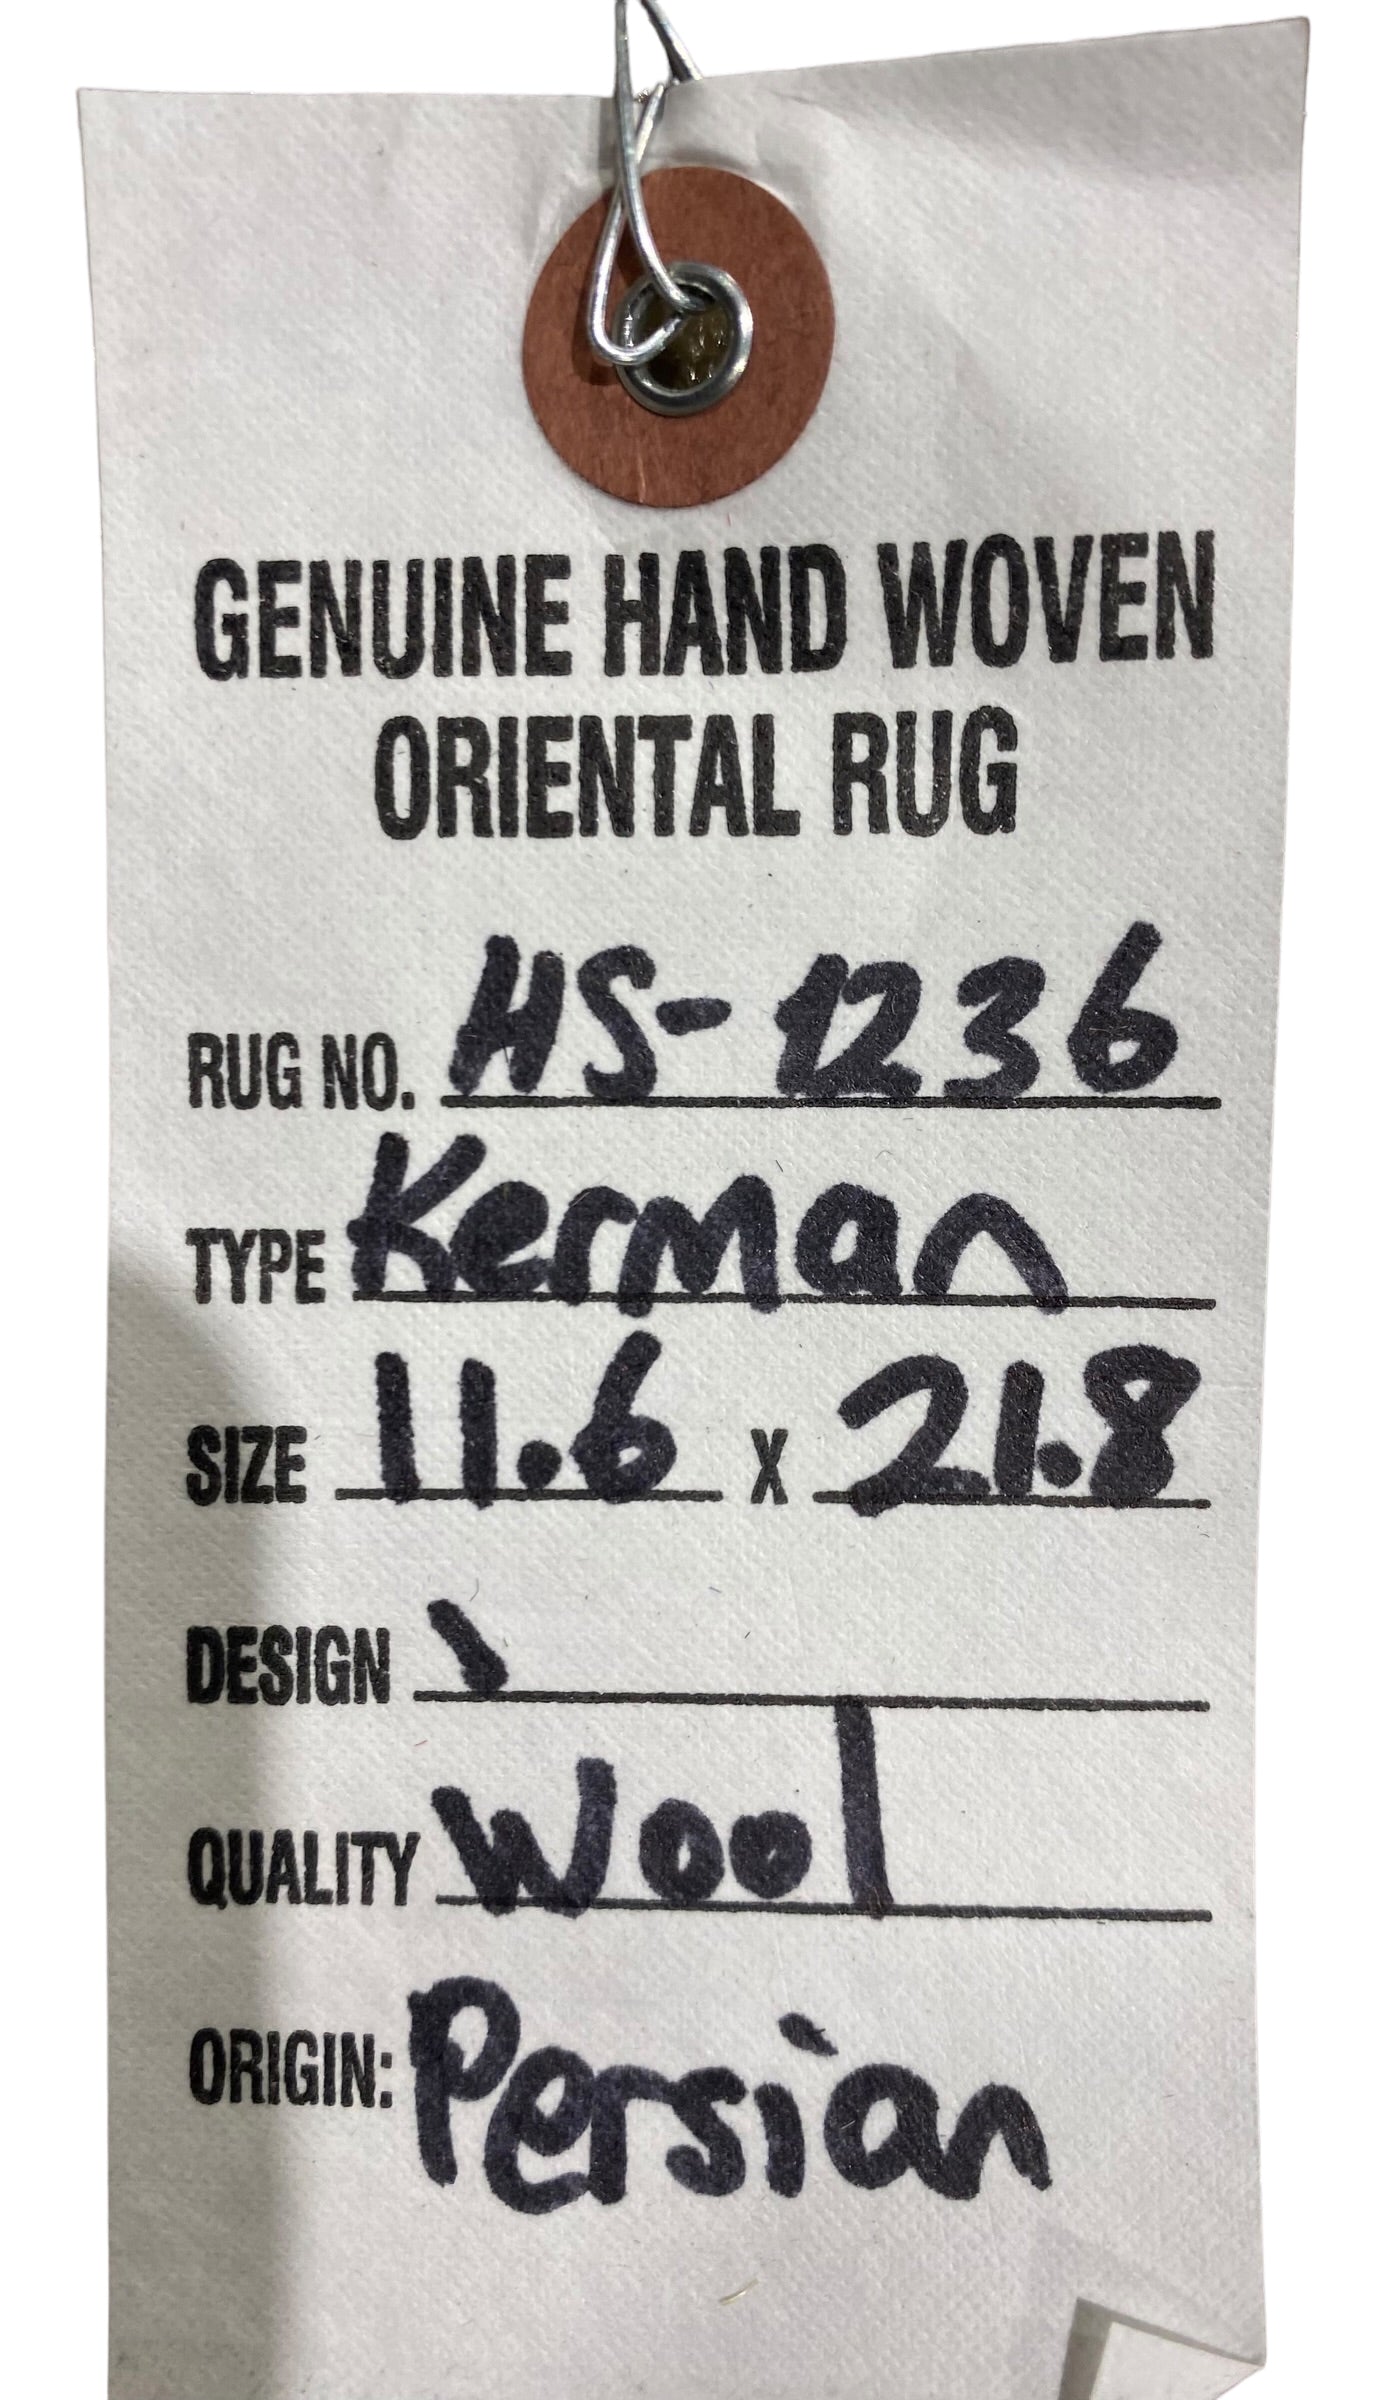 GENUINE HAND WOVEN
ORIENTAL RUG
RUG NO. HS-1236
TYPE Kerman
SIZE 11.6 X 21.8
DESIGN
QUALITY Wool
ORIGIN: Persian